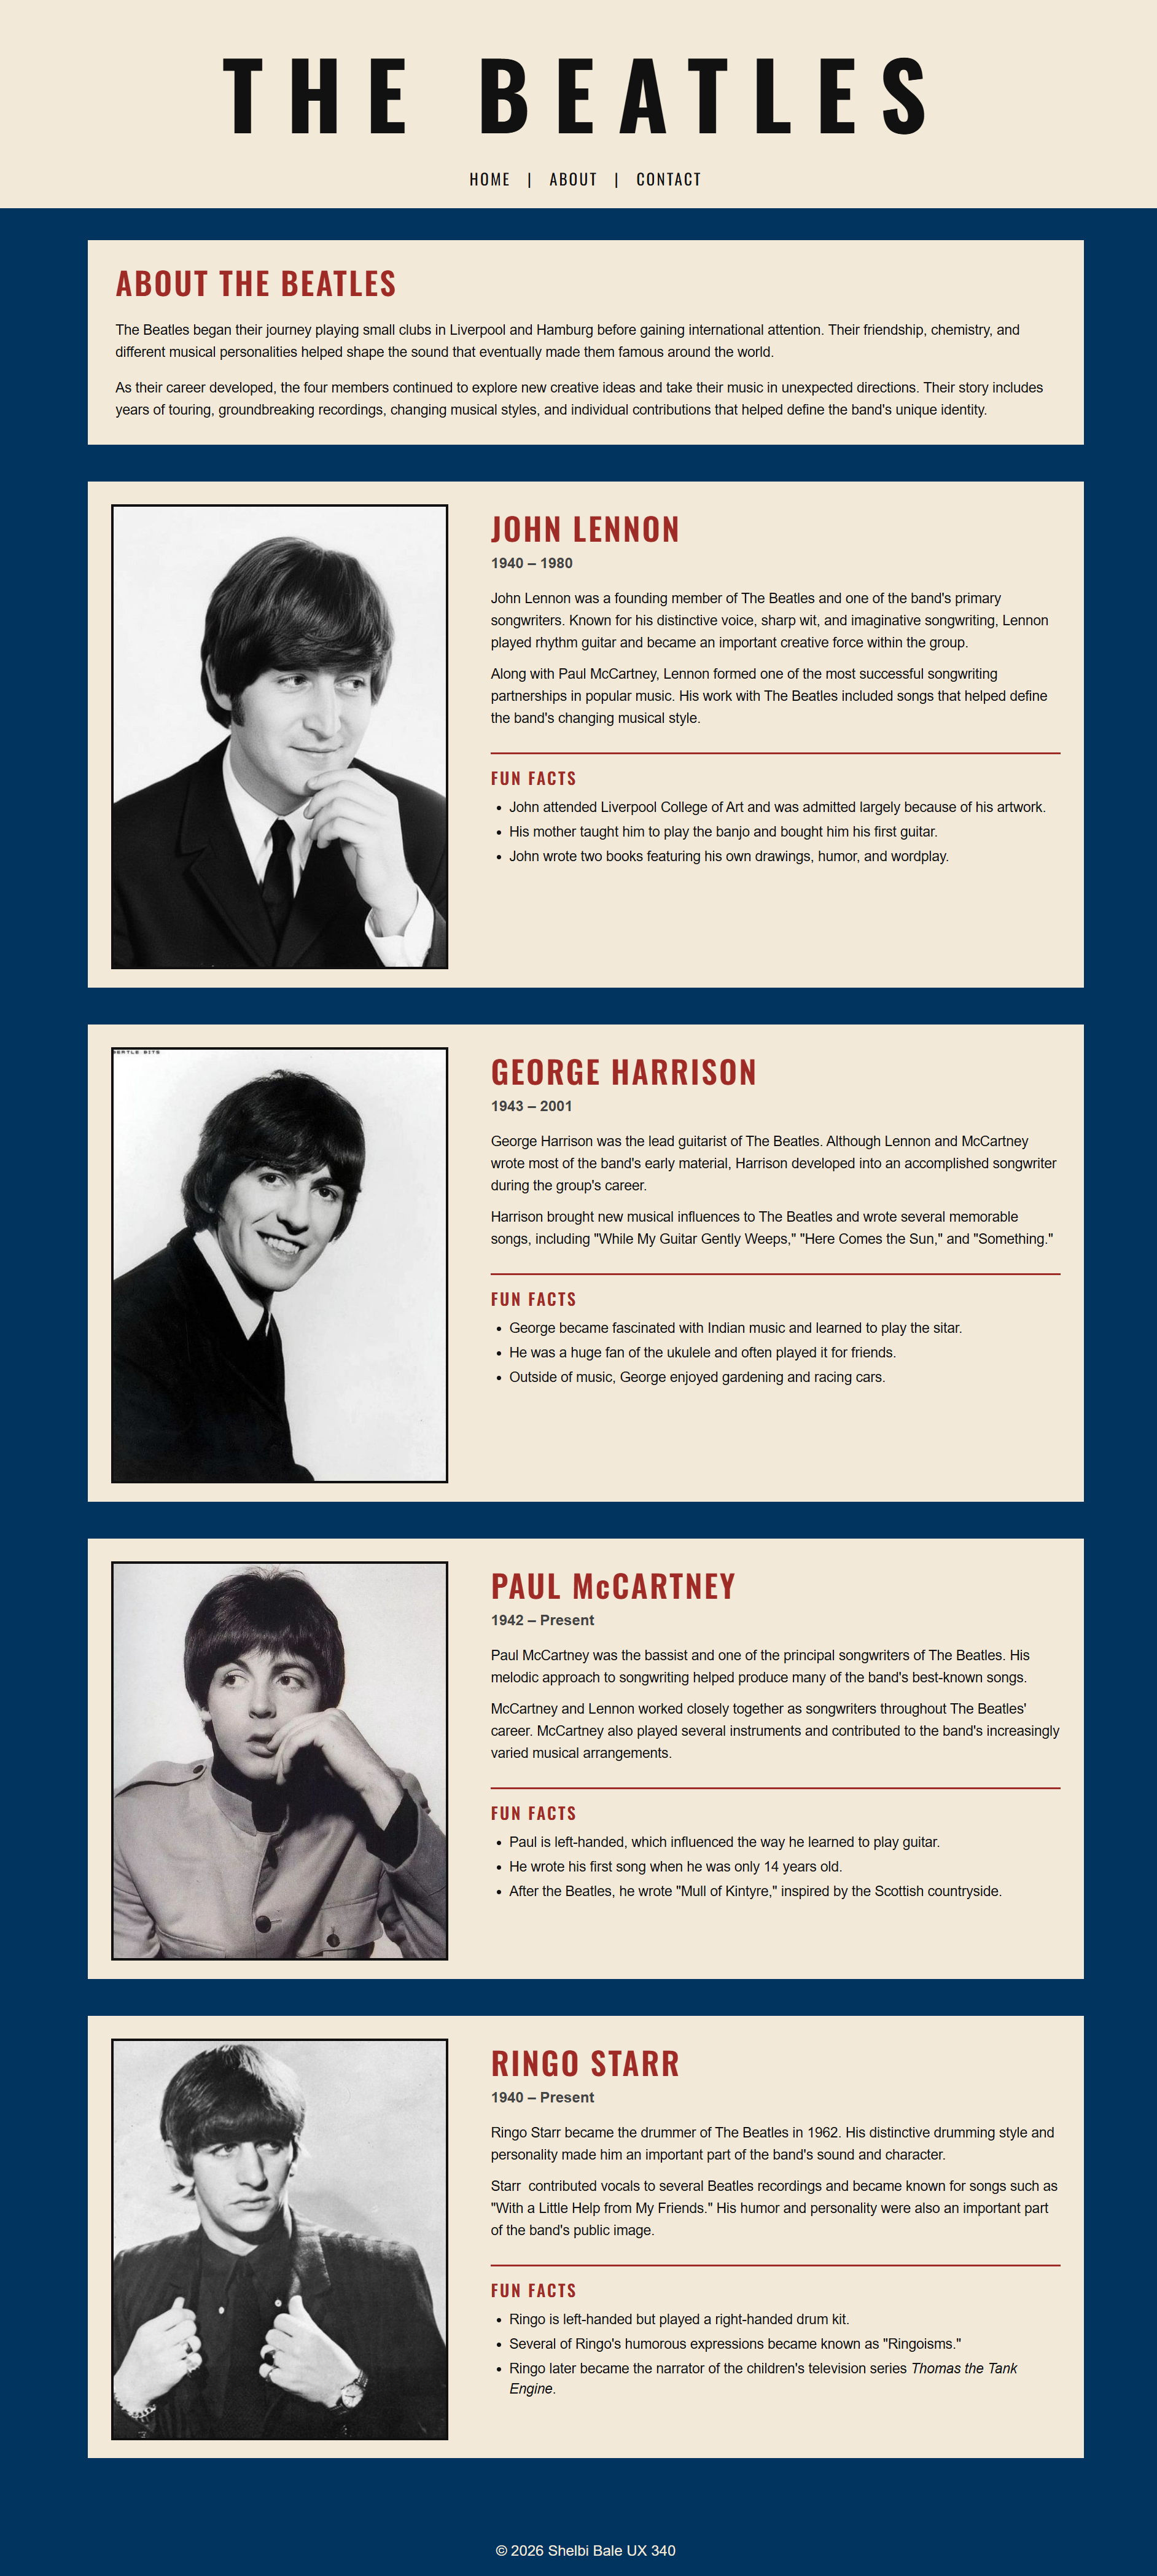 THE BEATLES
HOME | ABOUT | CONTACT
ABOUT THE BEATLES
The Beatles began their journey playing small clubs in Liverpool and Hamburg before gaining international attention. Their friendship, chemistry, and
different musical personalities helped shape the sound that eventually made them famous around the world.
As their career developed, the four members continued to explore new creative ideas and take their music in unexpected directions. Their story includes
years of touring, groundbreaking recordings, changing musical styles, and individual contributions that helped define the band's unique identity.
JOHN LENNON
1940 – 1980
John Lennon was a founding member of The Beatles and one of the band's primary
songwriters. Known for his distinctive voice, sharp wit, and imaginative songwriting, Lennon
played rhythm guitar and became an important creative force within the group.
Along with Paul McCartney, Lennon formed one of the most successful songwriting
partnerships in popular music. His work with The Beatles included songs that helped define
the band's changing musical style.
FUN FACTS
• John attended Liverpool College of Art and was admitted largely because of his artwork.
• His mother taught him to play the banjo and bought him his first guitar.
• John wrote two books featuring his own drawings, humor, and wordplay.
BEATLE BITS
GEORGE HARRISON
1943 – 2001
George Harrison was the lead guitarist of The Beatles. Although Lennon and McCartney
wrote most of the band's early material, Harrison developed into an accomplished songwriter
during the group's career.
Harrison brought new musical influences to The Beatles and wrote several memorable
songs, including "While My Guitar Gently Weeps," "Here Comes the Sun," and "Something."
FUN FACTS
• George became fascinated with Indian music and learned to play the sitar.
• He was a huge fan of the ukulele and often played it for friends.
• Outside of music, George enjoyed gardening and racing cars.
PAUL McCARTNEY
1942 – Present
Paul McCartney was the bassist and one of the principal songwriters of The Beatles. His
melodic approach to songwriting helped produce many of the band's best-known songs.
McCartney and Lennon worked closely together as songwriters throughout The Beatles'
career. McCartney also played several instruments and contributed to the band's increasingly
varied musical arrangements.
FUN FACTS
• Paul is left-handed, which influenced the way he learned to play guitar.
• He wrote his first song when he was only 14 years old.
• After the Beatles, he wrote "Mull of Kintyre," inspired by the Scottish countryside.
RINGO STARR
1940 – Present
Ringo Starr became the drummer of The Beatles in 1962. His distinctive drumming style and
personality made him an important part of the band's sound and character.
Starr  contributed vocals to several Beatles recordings and became known for songs such as
"With a Little Help from My Friends." His humor and personality were also an important part
of the band's public image.
FUN FACTS
• Ringo is left-handed but played a right-handed drum kit.
• Several of Ringo's humorous expressions became known as "Ringoisms."
• Ringo later became the narrator of the children's television series Thomas the Tank
Engine.
© 2026 Shelbi Bale UX 340